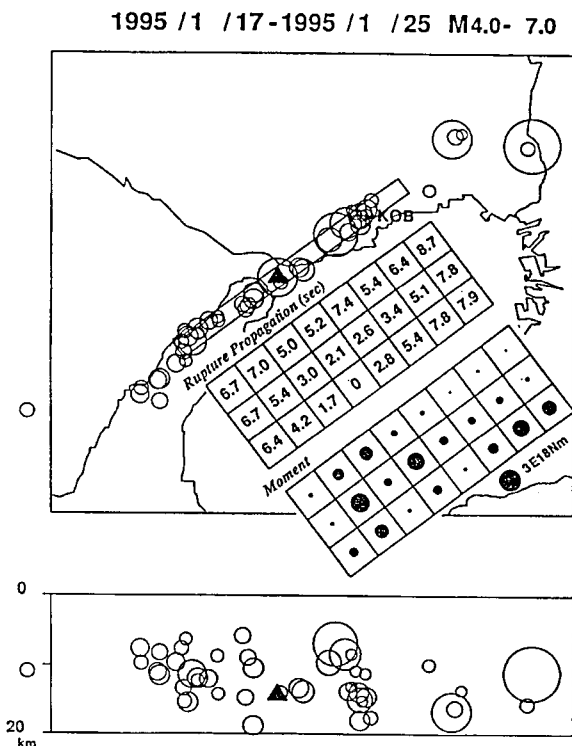 1995 /1 /17-1995 /1 /25 M4.0- 7.0
KOB
Rupture Propagation (sec)
6.7 7.0 5.0 5.2 7.4 5.4 6.4 8.7
6.7 5.4 3.0 2.1 2.6 3.4 5.1 7.8
6.4 4.2 1.7 0 2.8 5.4 7.8 7.9
Moment
3E18Nm
0
20
km